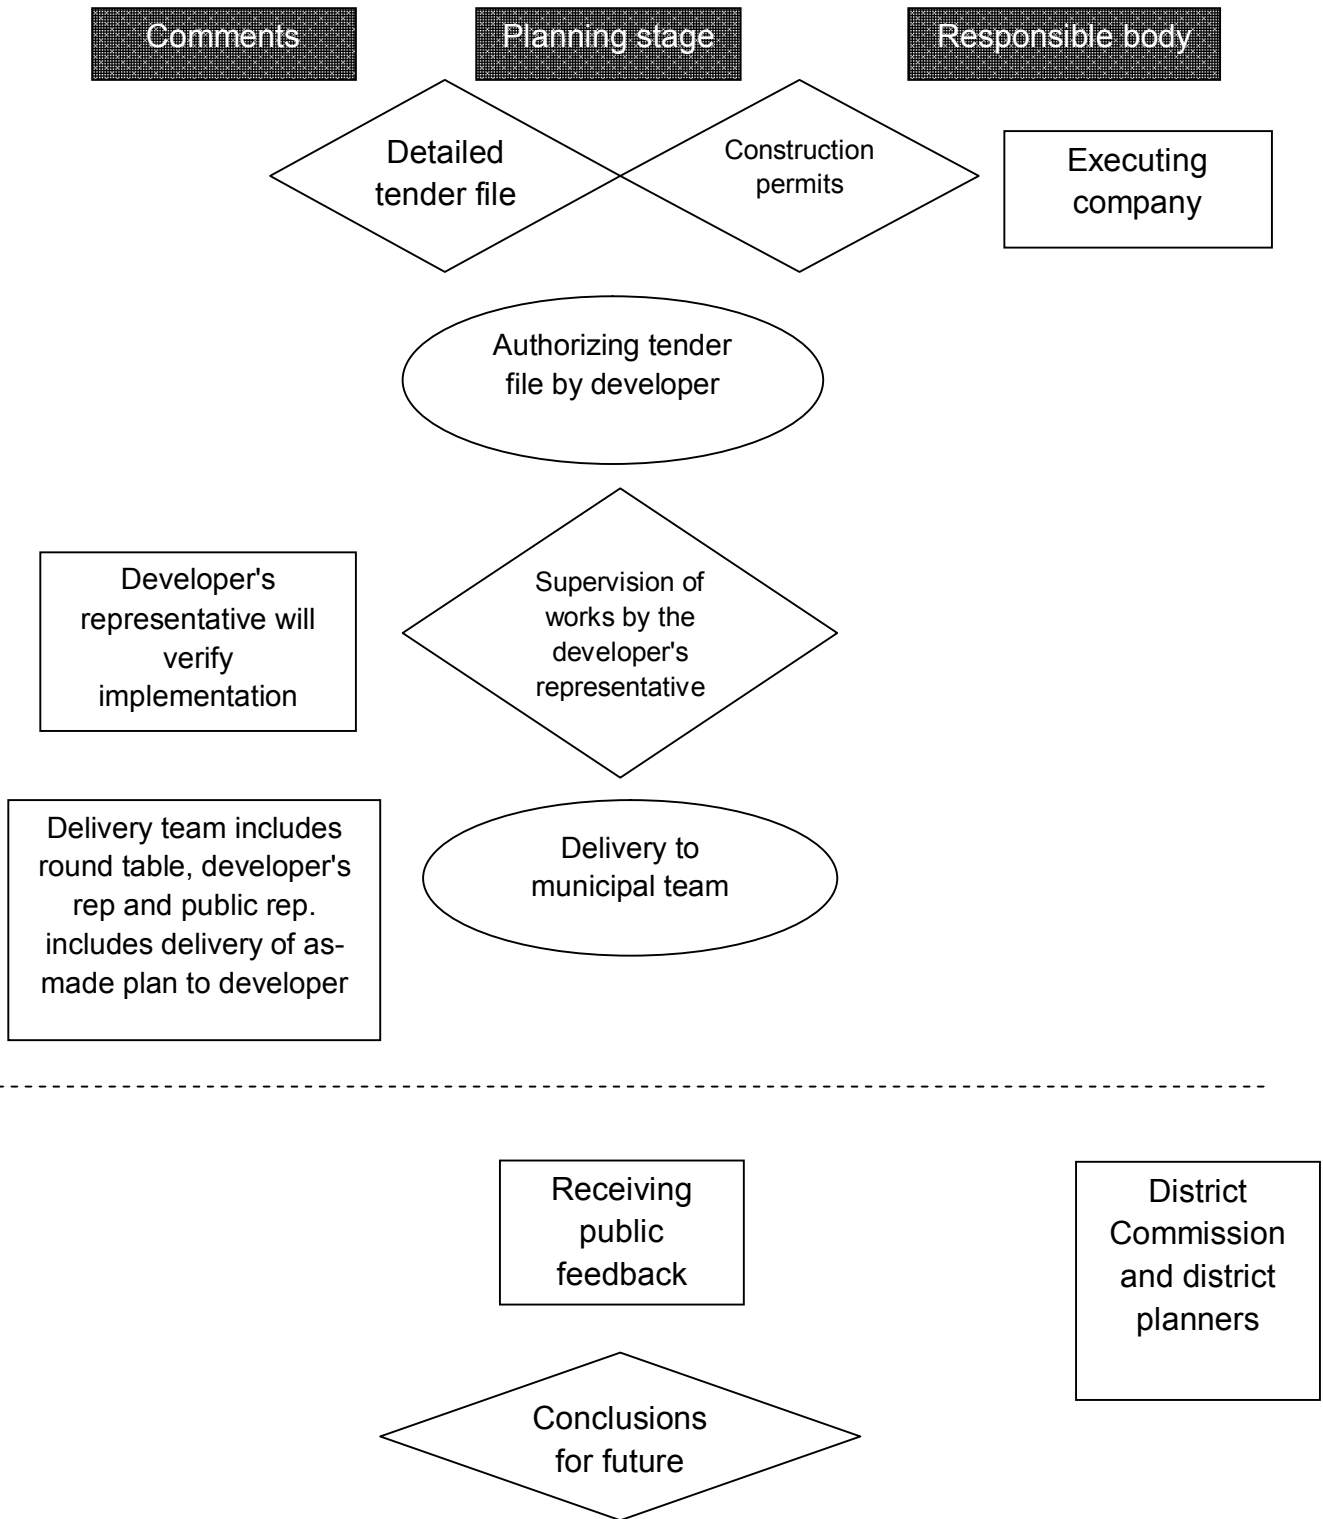 Comments
Planning stage
Responsible body
Detailed
tender file
Construction
permits
Executing
company
Authorizing tender
file by developer
Developer's
representative will
verify
implementation
Supervision of
works by the
developer's
representative
Delivery team includes
round table, developer's
rep and public rep.
includes delivery of as-
made plan to developer
Delivery to
municipal team
Receiving
public
feedback
District
Commission
and district
planners
Conclusions
for future